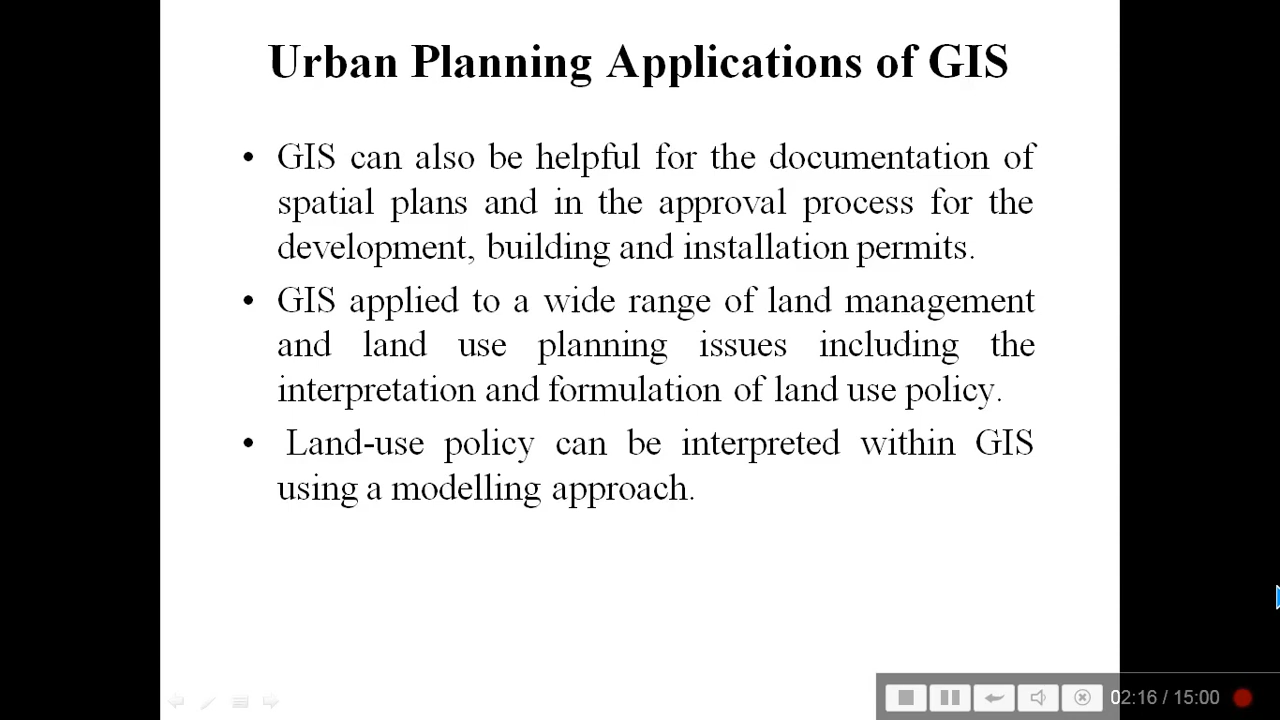 Urban Planning Applications of GIS
• GIS can also be helpful for the documentation of
spatial plans and in the approval process for the
development, building and installation permits.
• GIS applied to a wide range of land management
and land use planning issues including the
interpretation and formulation of land use policy.
• Land-use policy can be interpreted within GIS
using a modelling approach.
02:16 / 15:00